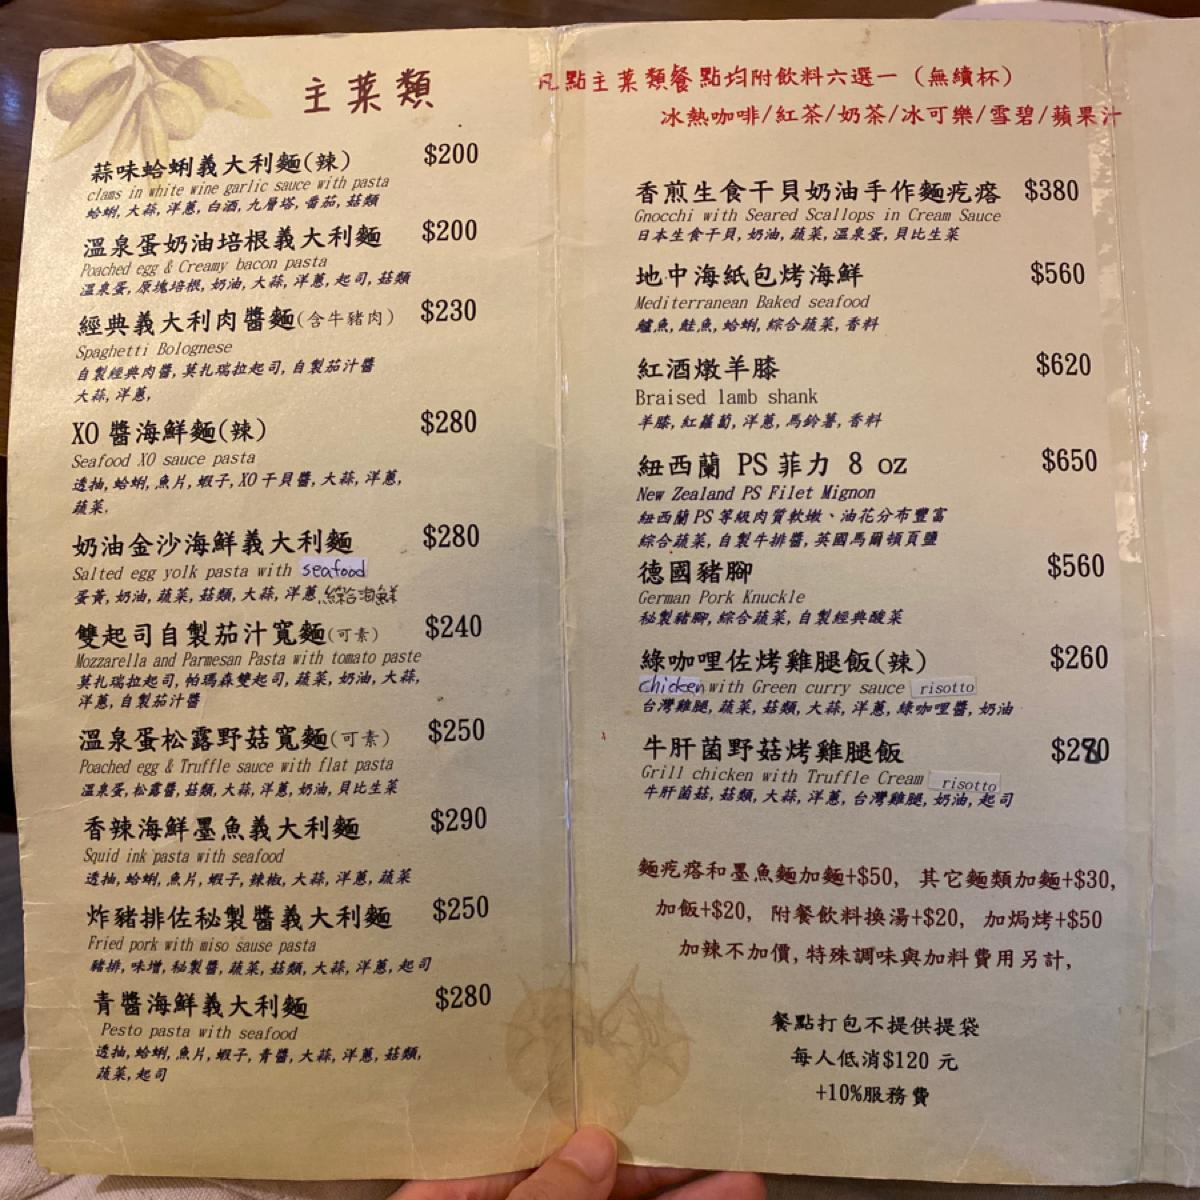 主菜類
蒜味蛤蜊義大利麵(辣) $200
clams in white wine garlic sauce with pasta
蛤蜊,大蒜,洋蔥,白酒,九層塔,番茄,菇類
溫泉蛋奶油培根義大利麵 $200
Poached egg & Creamy bacon pasta
溫泉蛋,原塊培根,奶油,大蒜,洋蔥,起司,菇類
經典義大利肉醬麵(含牛豬肉) $230
Spaghetti Bolognese
自製經典肉醬,莫扎瑞拉起司,自製茄汁醬
大蒜,洋蔥,
XO 醬海鮮麵(辣) $280
Seafood XO sauce pasta
透抽,蛤蜊,魚片,蝦子,XO干貝醬,大蒜,洋蔥,
蔬菜,
奶油金沙海鮮義大利麵 $280
Salted egg yolk pasta with seafood
蛋黃,奶油,蔬菜,菇類,大蒜,洋蔥,綜合海鮮
雙起司自製茄汁寬麵(可素) $240
Mozzarella and Parmesan Pasta with tomato paste
莫扎瑞拉起司,帕瑪森雙起司,蔬菜,奶油,大蒜,
洋蔥,自製茄汁醬
溫泉蛋松露野菇寬麵(可素) $250
Poached egg & Truffle sauce with flat pasta
溫泉蛋,松露醬,菇類,大蒜,洋蔥,奶油,貝比生菜
香辣海鮮墨魚義大利麵 $290
Squid ink pasta with seafood
透抽,蛤蜊,魚片,蝦子,辣椒,大蒜,洋蔥,蔬菜
炸豬排佐秘製醬義大利麵 $250
Fried pork with miso sause pasta
豬排,味增,秘製醬,蔬菜,菇類,大蒜,洋蔥,起司
青醬海鮮義大利麵 $280
Pesto pasta with seafood
透抽,蛤蜊,魚片,蝦子,青醬,大蒜,洋蔥,菇類,
蔬菜,起司
凡點主菜類餐點均附飲料六選一（無續杯）
冰熱咖啡/紅茶/奶茶/冰可樂/雪碧/蘋果汁
香煎生食干貝奶油手作麵疙瘩 $380
Gnocchi with Seared Scallops in Cream Sauce
日本生食干貝,奶油,蔬菜,溫泉蛋,貝比生菜
地中海紙包烤海鮮 $560
Mediterranean Baked seafood
鱸魚,鮭魚,蛤蜊,綜合蔬菜,香料
紅酒燉羊膝 $620
Braised lamb shank
羊膝,紅蘿蔔,洋蔥,馬鈴薯,香料
紐西蘭 PS 菲力 8 oz $650
New Zealand PS Filet Mignon
紐西蘭PS等級肉質軟嫩、油花分布豐富
綜合蔬菜,自製牛排醬,英國馬爾頓頁鹽
德國豬腳 $560
German Pork Knuckle
秘製豬腳,綜合蔬菜,自製經典酸菜
綠咖哩佐烤雞腿飯(辣) $260
chicken with Green curry sauce risotto
台灣雞腿,蔬菜,菇類,大蒜,洋蔥,綠咖哩醬,奶油
牛肝菌野菇烤雞腿飯 $280
Grill chicken with Truffle Cream risotto
牛肝菌菇,菇類,大蒜,洋蔥,台灣雞腿,奶油,起司
麵疙瘩和墨魚麵加麵+$50, 其它麵類加麵+$30,
加飯+$20, 附餐飲料換湯+$20, 加焗烤+$50
加辣不加價,特殊調味與加料費用另計,
餐點打包不提供提袋
每人低消$120 元
+10%服務費